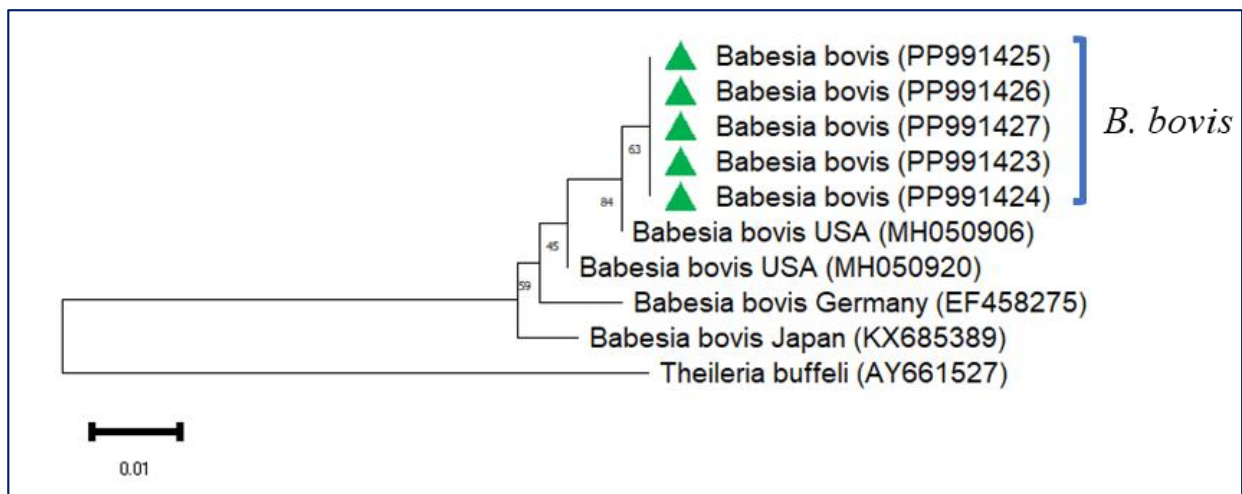 Babesia bovis (PP991425)
Babesia bovis (PP991426)
Babesia bovis (PP991427)
Babesia bovis (PP991423)
Babesia bovis (PP991424)
B. bovis
63
84
Babesia bovis USA (MH050906)
45
Babesia bovis USA (MH050920)
59
Babesia bovis Germany (EF458275)
Babesia bovis Japan (KX685389)
Theileria buffeli (AY661527)
0.01